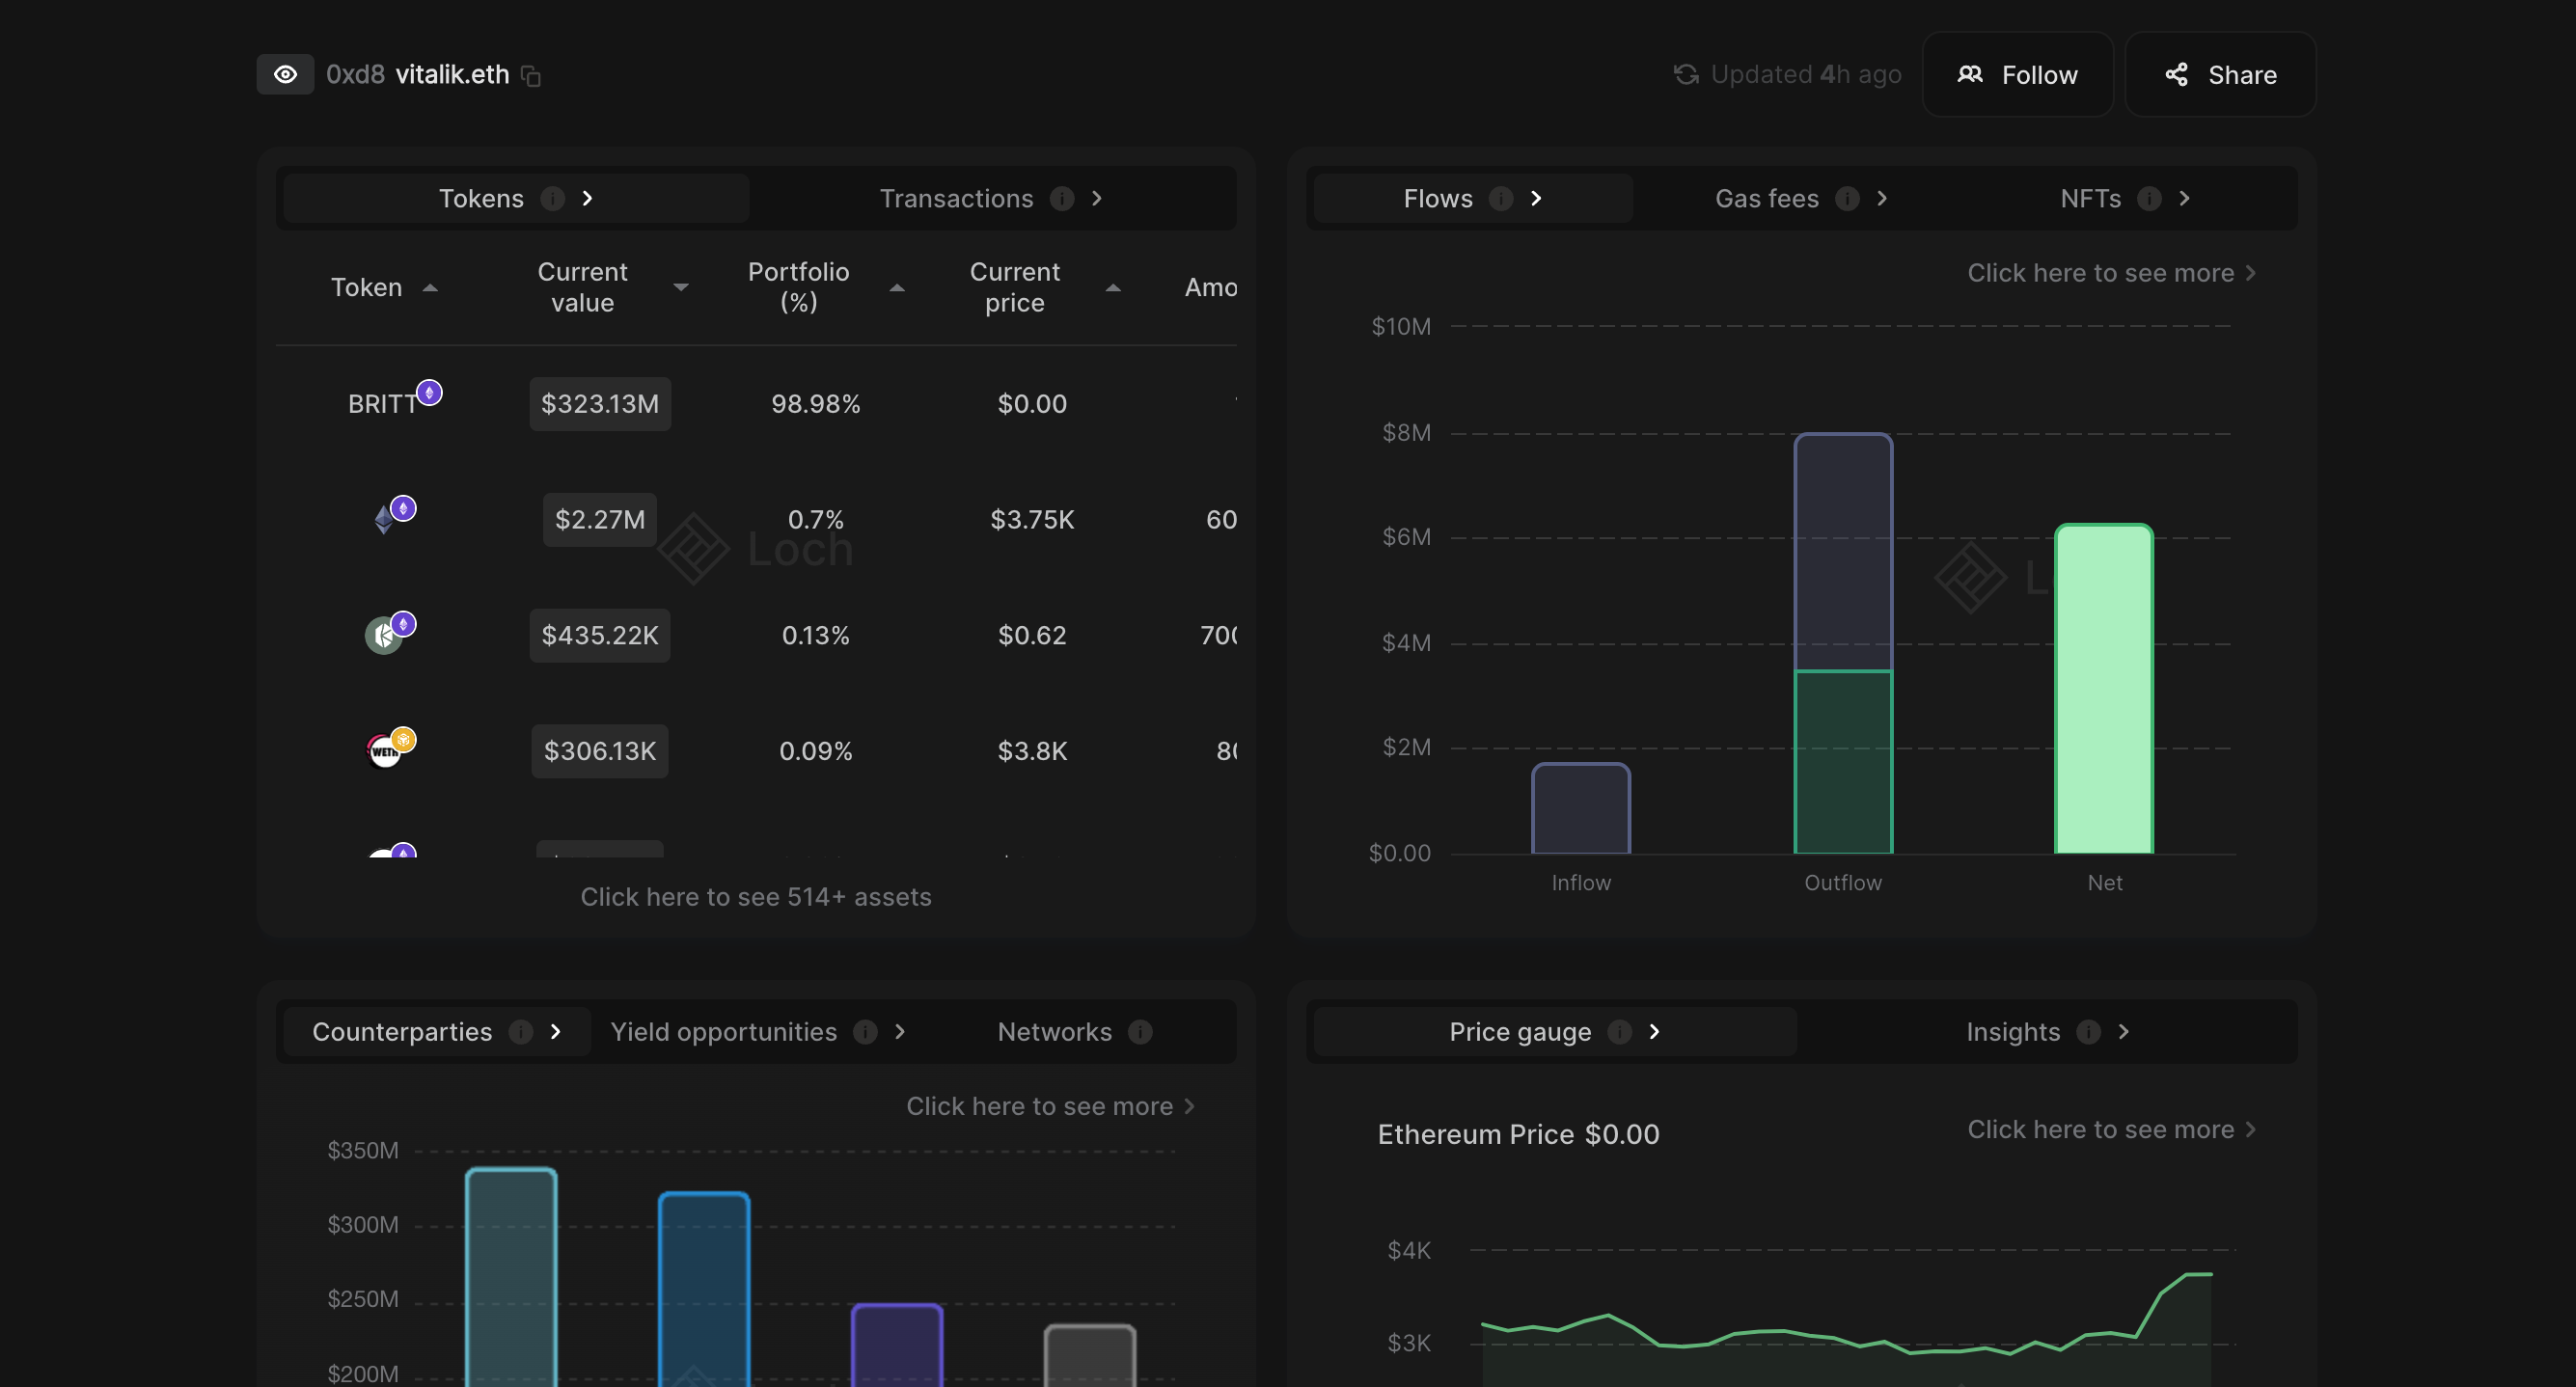 0xd8 vitalik.eth
Updated 4h ago
Follow
Share
Tokens
Transactions
Token
Current value
Portfolio (%)
Current price
Amo
BRITT $323.13M 98.98% $0.00
$2.27M 0.7% $3.75K 60
$435.22K 0.13% $0.62 700
WETH $306.13K 0.09% $3.8K 80
Loch
Click here to see 514+ assets
Flows
Gas fees
NFTs
Click here to see more
$10M
$8M
$6M
$4M
$2M
$0.00
Inflow
Outflow
Net
Counterparties
Yield opportunities
Networks
Click here to see more
$350M
$300M
$250M
$200M
Price gauge
Insights
Ethereum Price $0.00
Click here to see more
$4K
$3K